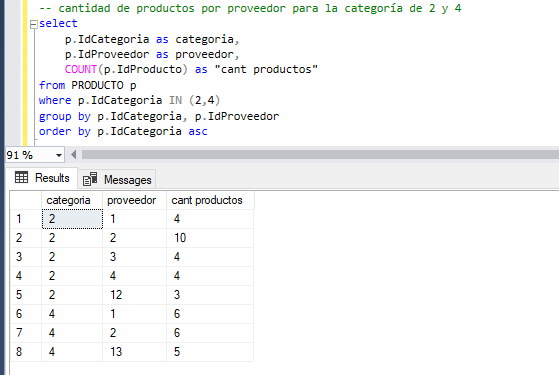 -- cantidad de productos por proveedor para la categoría de 2 y 4
select
p.IdCategoria as categoria,
p.IdProveedor as proveedor,
COUNT(p.IdProducto) as "cant productos"
from PRODUCTO p
where p.IdCategoria IN (2,4)
group by p.IdCategoria, p.IdProveedor
order by p.IdCategoria asc
91 %
Results Messages
categoria proveedor cant productos
1 2 1 4
2 2 2 10
3 2 3 4
4 2 4 4
5 2 12 3
6 4 1 6
7 4 2 6
8 4 13 5